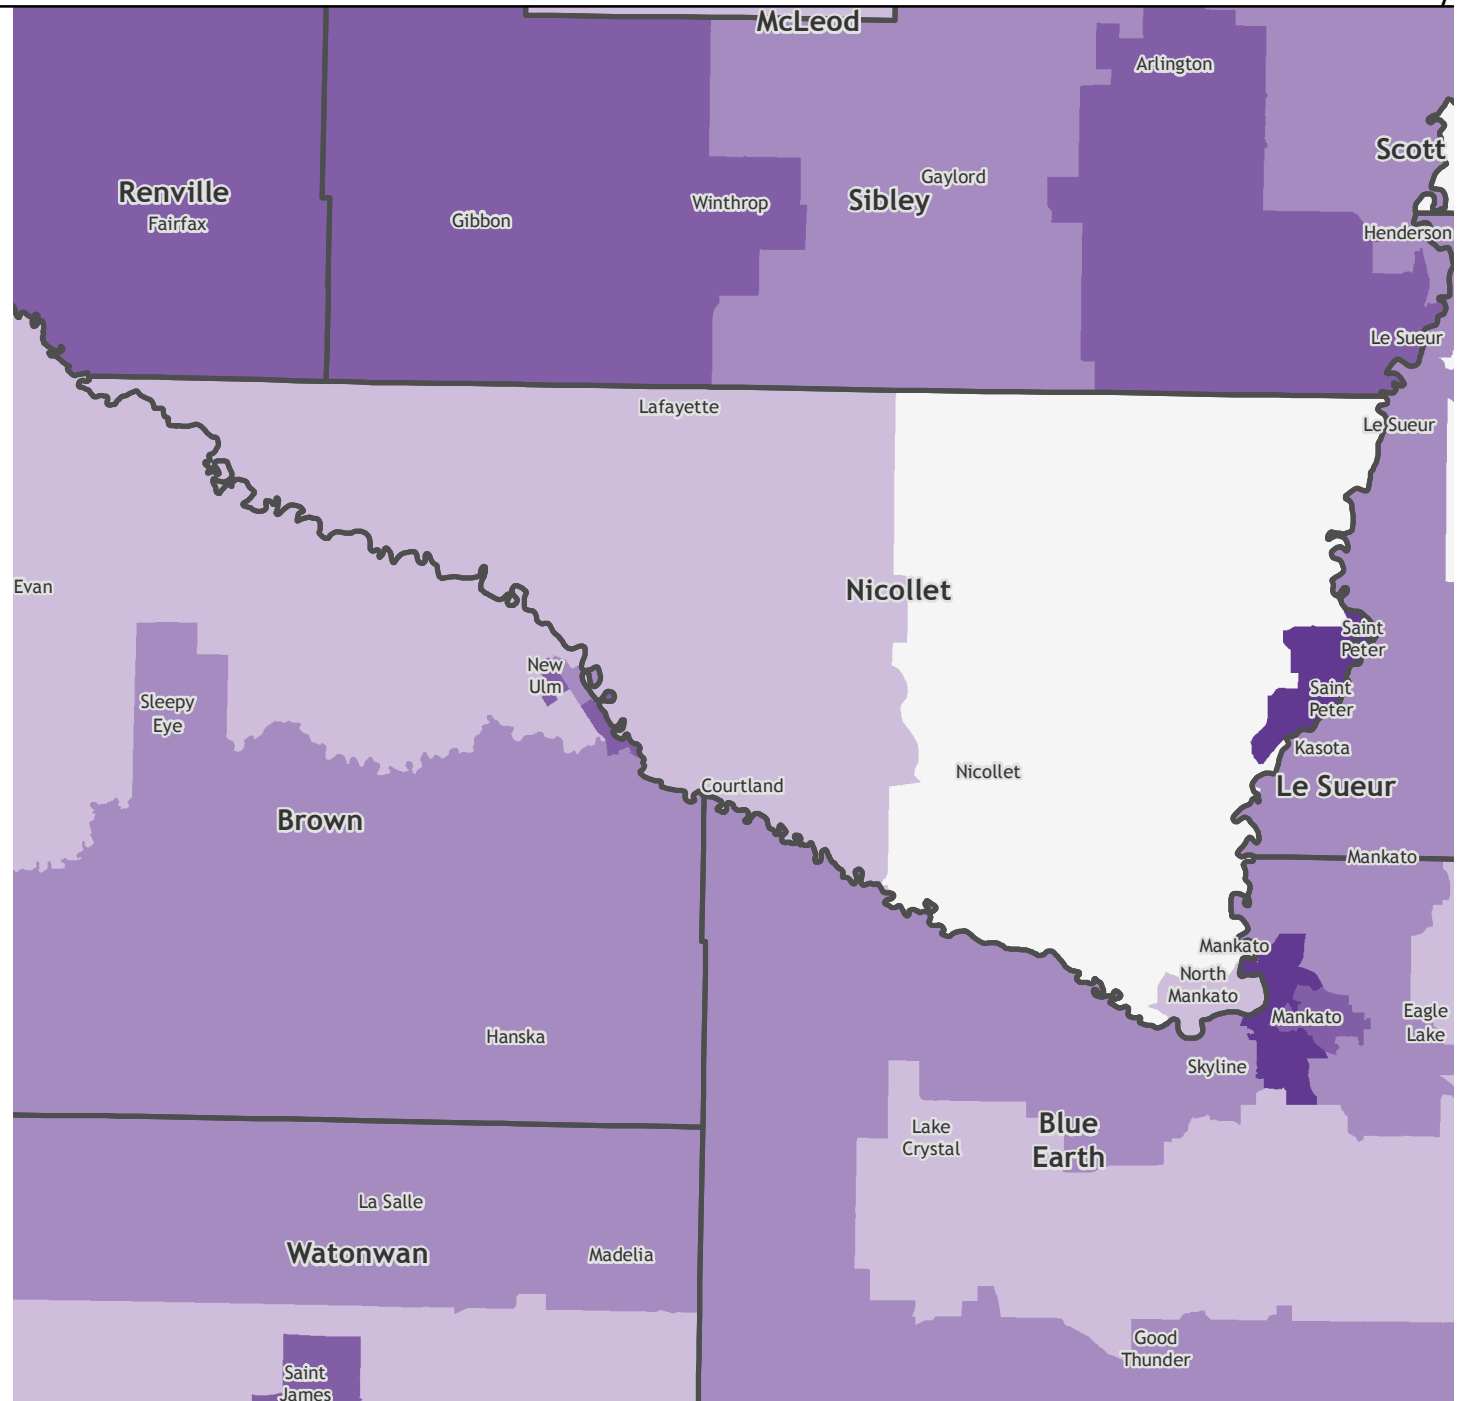 McLeod
Arlington
Scott
Renville
Fairfax
Gibbon
Winthrop
Sibley
Gaylord
Henderson
Le Sueur
Lafayette
Le Sueur
Evan
Nicollet
Saint
Peter
New
Ulm
Sleepy
Eye
Saint
Peter
Kasota
Nicollet
Courtland
Le Sueur
Brown
Mankato
Mankato
North
Mankato
Mankato
Eagle
Lake
Hanska
Skyline
Lake
Crystal
Blue
Earth
La Salle
Watonwan
Madelia
Good
Thunder
Saint
James